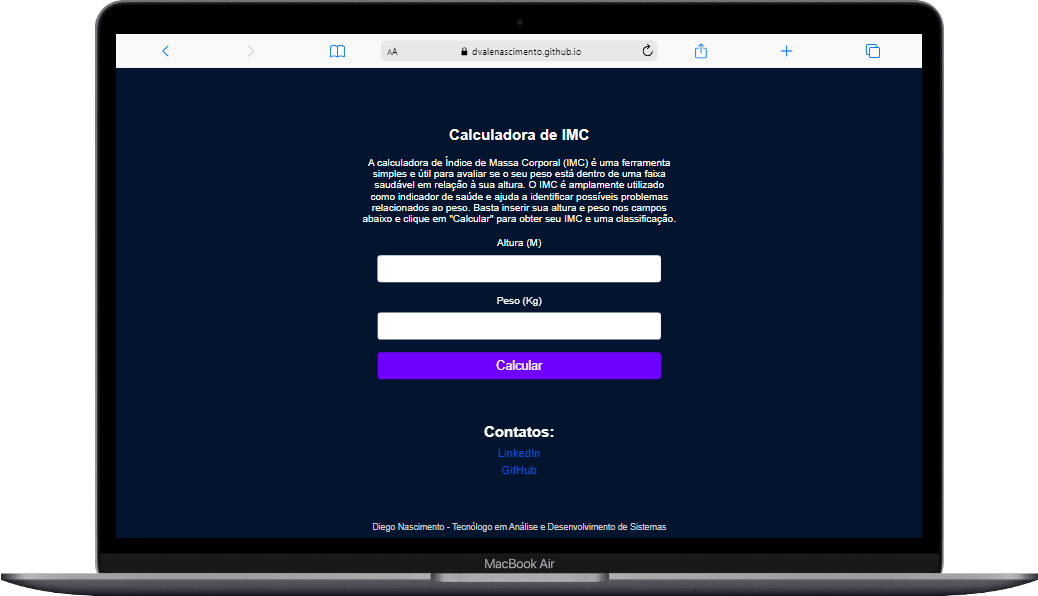 AA dvalenascimento.github.io
Calculadora de IMC
A calculadora de Índice de Massa Corporal (IMC) é uma ferramenta
simples e útil para avaliar se o seu peso está dentro de uma faixa
saudável em relação à sua altura. O IMC é amplamente utilizado
como indicador de saúde e ajuda a identificar possíveis problemas
relacionados ao peso. Basta inserir sua altura e peso nos campos
abaixo e clique em "Calcular" para obter seu IMC e uma classificação.
Altura (M)
Peso (Kg)
Calcular
Contatos:
LinkedIn
GitHub
Diego Nascimento - Tecnólogo em Análise e Desenvolvimento de Sistemas
MacBook Air